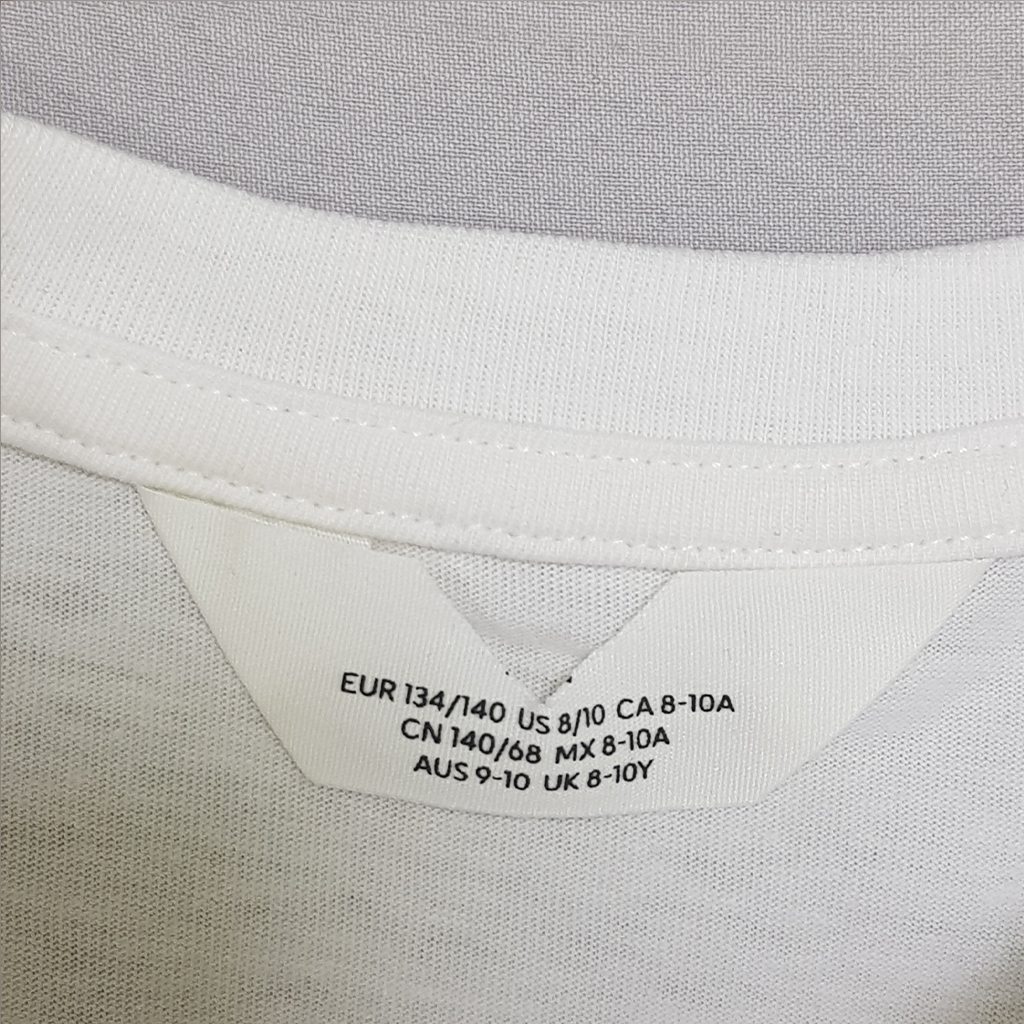 EUR 134/140 US 8/10 CA 8-10A
CN 140/68 MX 8-10A
AUS 9-10 UK 8-10Y